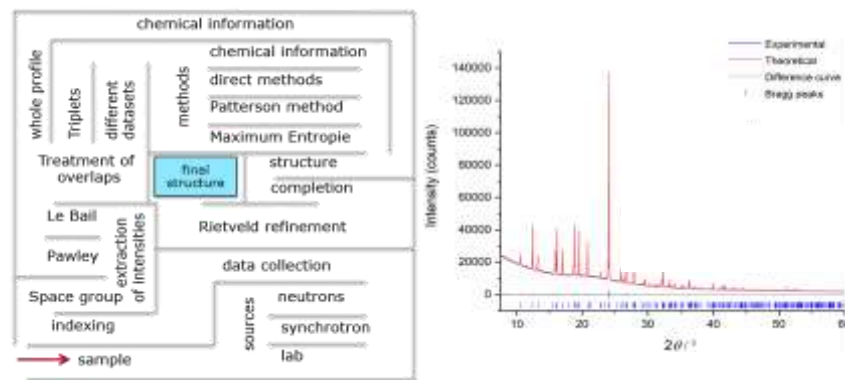 chemical information
whole profile
Triplets
different
datasets
methods
chemical information
direct methods
Patterson method
Maximum Entropie
Treatment of
overlaps
final
structure
structure
completion
Le Bail
Pawley
extraction
of intensities
Rietveld refinement
data collection
Space group
indexing
sources
neutrons
synchrotron
lab
sample
Experimental
Theoretical
Difference curve
Bragg peaks
Intensity (counts)
140000
120000
100000
80000
60000
40000
20000
0
10 20 30 40 50 60